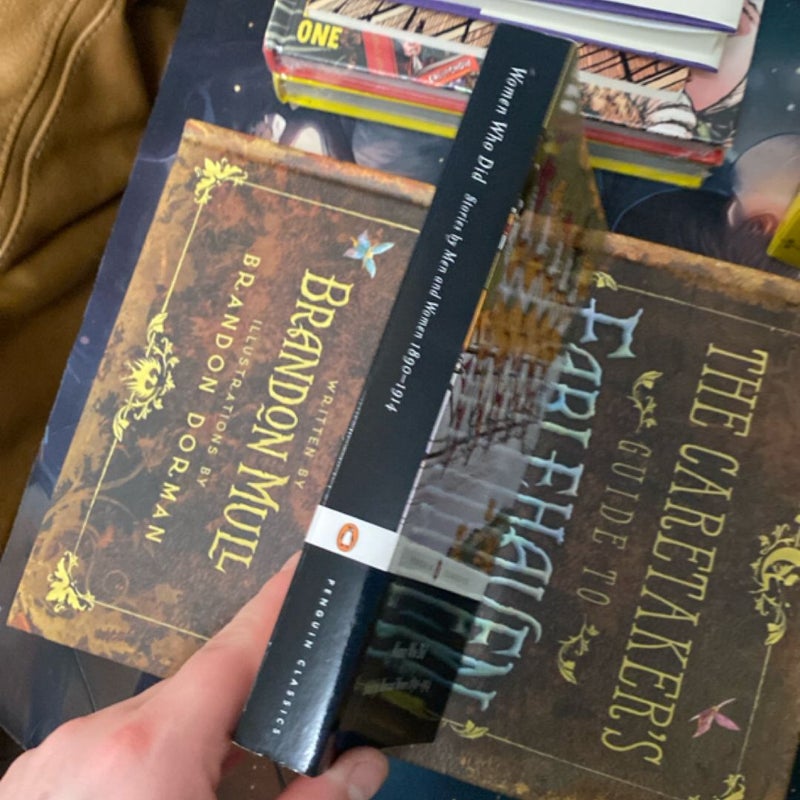 ONE
Women Who Did Stories by Men and Women 1890–1914
PENGUIN CLASSICS
THE CARETAKER'S
GUIDE TO
FABLEHAVEN
WRITTEN BY
BRANDON MULL
ILLUSTRATIONS BY
BRANDON DORMAN